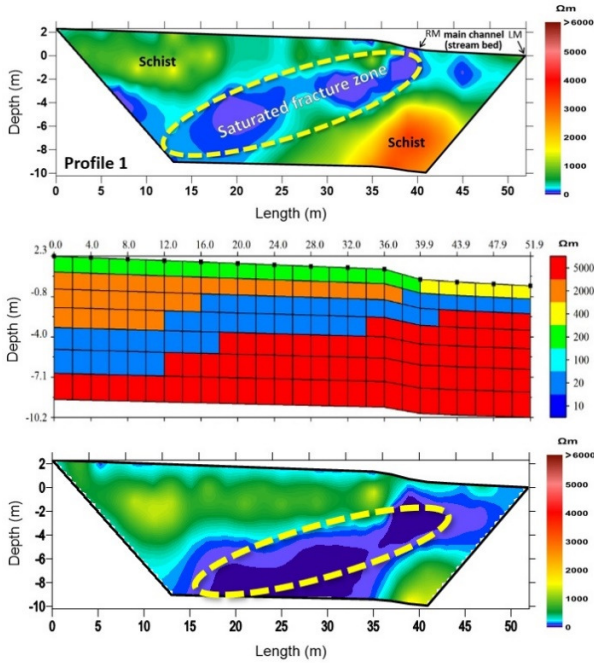 Ωm
>6000
5000
4000
3000
2000
1000
0
2
0
-2
-4
-6
-8
-10
Depth (m)
RM main channel LM
(stream bed)
Schist
Saturated fracture zone
Schist
Profile 1
0 5 10 15 20 25 30 35 40 45 50
Length (m)
0.0 4.0 8.0 12.0 16.0 20.0 24.0 28.0 32.0 36.0 39.9 43.9 47.9 51.9
Ωm
2.3
-0.8
-4.0
-7.1
-10.2
Depth (m)
5000
2000
400
200
100
20
10
Ωm
>6000
5000
4000
3000
2000
1000
0
2
0
-2
-4
-6
-8
-10
Depth (m)
0 5 10 15 20 25 30 35 40 45 50
Length (m)